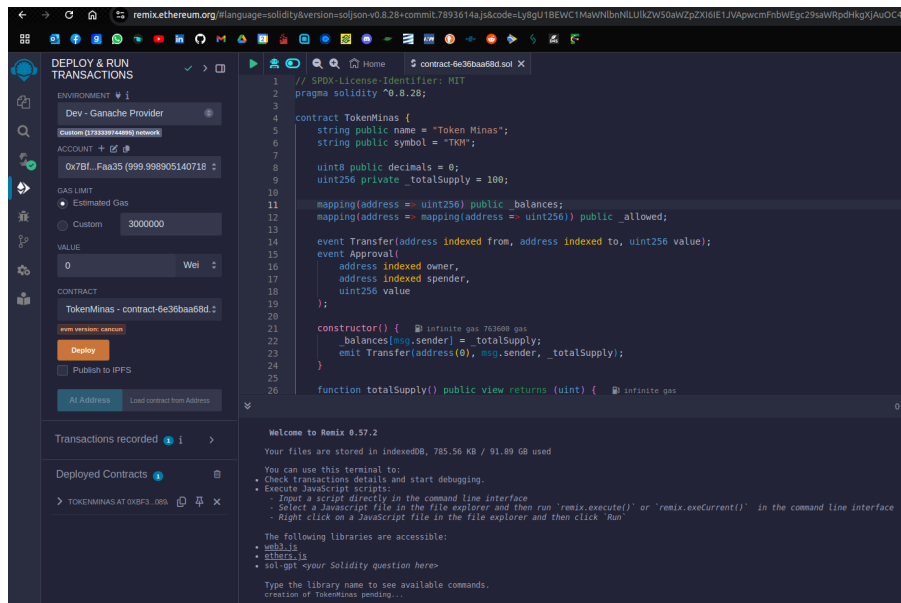 remix.ethereum.org/#lang=solidity&version=soljson-v0.8.28+commit.7893614a.js&code=
DEPLOY & RUN
TRANSACTIONS
ENVIRONMENT
Dev - Ganache Provider
Custom (1733339744895) network
ACCOUNT
0x7Bf...Faa35 (999.998905140718
GAS LIMIT
Estimated Gas
Custom 3000000
VALUE
0 Wei
CONTRACT
TokenMinas - contract-6e36baa68d.
evm version: cancun
Deploy
Publish to IPFS
At Address Load contract from Address
Transactions recorded 1 i
Deployed Contracts 1
TOKENMINAS AT 0XBF3...089
Home contract-6e36baa68d.sol
1 // SPDX-License-Identifier: MIT
2 pragma solidity ^0.8.28;
3
4 contract TokenMinas {
5 string public name = "Token Minas";
6 string public symbol = "TKM";
7
8 uint8 public decimals = 0;
9 uint256 private _totalSupply = 100;
10
11 mapping(address => uint256) public _balances;
12 mapping(address => mapping(address => uint256)) public _allowed;
13
14 event Transfer(address indexed from, address indexed to, uint256 value);
15 event Approval(
16 address indexed owner,
17 address indexed spender,
18 uint256 value
19 );
20
21 constructor() { infinite gas 763600 gas
22 _balances[msg.sender] = _totalSupply;
23 emit Transfer(address(0), msg.sender, _totalSupply);
24 }
25
26 function totalSupply() public view returns (uint) { infinite gas
0
Welcome to Remix 0.57.2
Your files are stored in indexedDB, 785.56 KB / 91.89 GB used
You can use this terminal to:
• Check transactions details and start debugging.
• Execute JavaScript scripts:
- Input a script directly in the command line interface
- Select a Javascript file in the file explorer and then run `remix.execute()` or `remix.exeCurrent()` in the command line interface
- Right click on a JavaScript file in the file explorer and then click `Run`
The following libraries are accessible:
• web3.js
• ethers.js
• sol-gpt <your Solidity question here>
Type the library name to see available commands.
creation of TokenMinas pending...